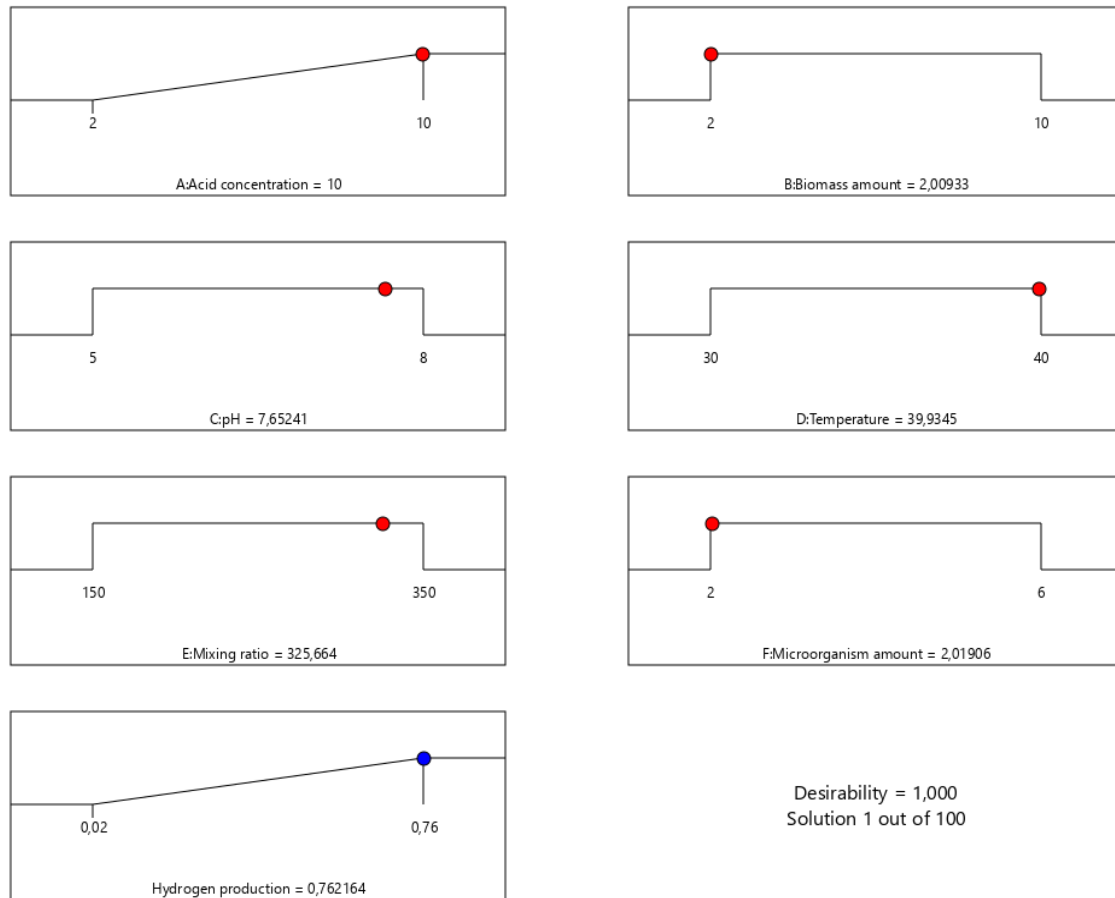 2 10
A:Acid concentration = 10
2 10
B:Biomass amount = 2,00933
5 8
C:pH = 7,65241
30 40
D:Temperature = 39,9345
150 350
E:Mixing ratio = 325,664
2 6
F:Microorganism amount = 2,01906
0,02 0,76
Hydrogen production = 0,762164
Desirability = 1,000
Solution 1 out of 100